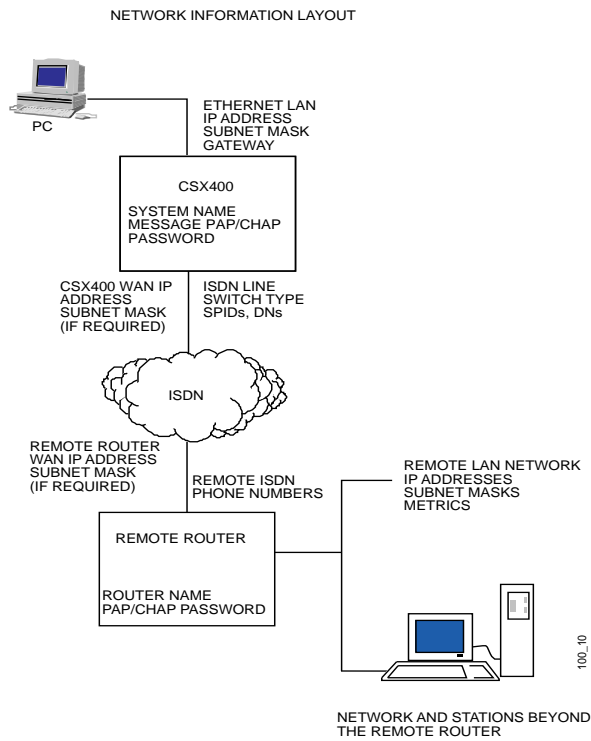 NETWORK INFORMATION LAYOUT
PC
ETHERNET LAN
IP ADDRESS
SUBNET MASK
GATEWAY
CSX400
SYSTEM NAME
MESSAGE PAP/CHAP
PASSWORD
CSX400 WAN IP
ADDRESS
SUBNET MASK
(IF REQUIRED)
ISDN LINE
SWITCH TYPE
SPIDs, DNs
ISDN
REMOTE ROUTER
WAN IP ADDRESS
SUBNET MASK
(IF REQUIRED)
REMOTE ISDN
PHONE NUMBERS
REMOTE LAN NETWORK
IP ADDRESSES
SUBNET MASKS
METRICS
REMOTE ROUTER
ROUTER NAME
PAP/CHAP PASSWORD
100_10
NETWORK AND STATIONS BEYOND
THE REMOTE ROUTER